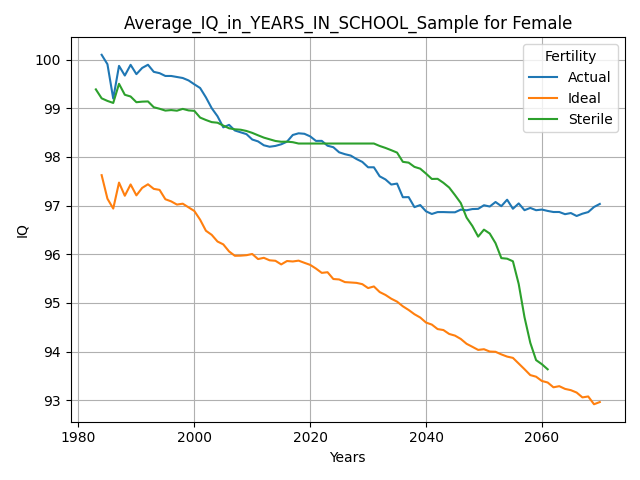 Average_IQ_in_YEARS_IN_SCHOOL_Sample for Female
Fertility
Actual
Ideal
Sterile
IQ
100
99
98
97
96
95
94
93
1980
2000
2020
2040
2060
Years